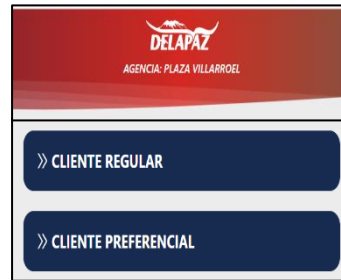 DELAPAZ
AGENCIA: PLAZA VILLARROEL
» CLIENTE REGULAR
» CLIENTE PREFERENCIAL